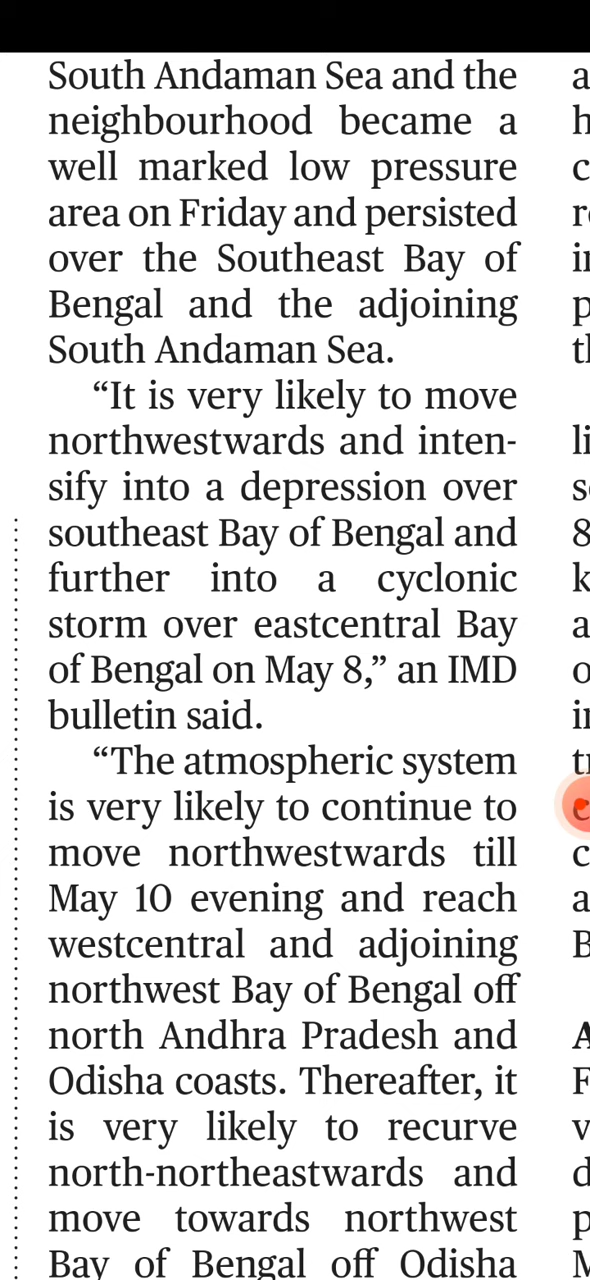 South Andaman Sea and the
neighbourhood became a
well marked low pressure
area on Friday and persisted
over the Southeast Bay of
Bengal and the adjoining
South Andaman Sea.
“It is very likely to move
northwestwards and inten-
sify into a depression over
southeast Bay of Bengal and
further into a cyclonic
storm over eastcentral Bay
of Bengal on May 8,” an IMD
bulletin said.
“The atmospheric system
is very likely to continue to
move northwestwards till
May 10 evening and reach
westcentral and adjoining
northwest Bay of Bengal off
north Andhra Pradesh and
Odisha coasts. Thereafter, it
is very likely to recurve
north-northeastwards and
move towards northwest
Bay of Bengal off Odisha